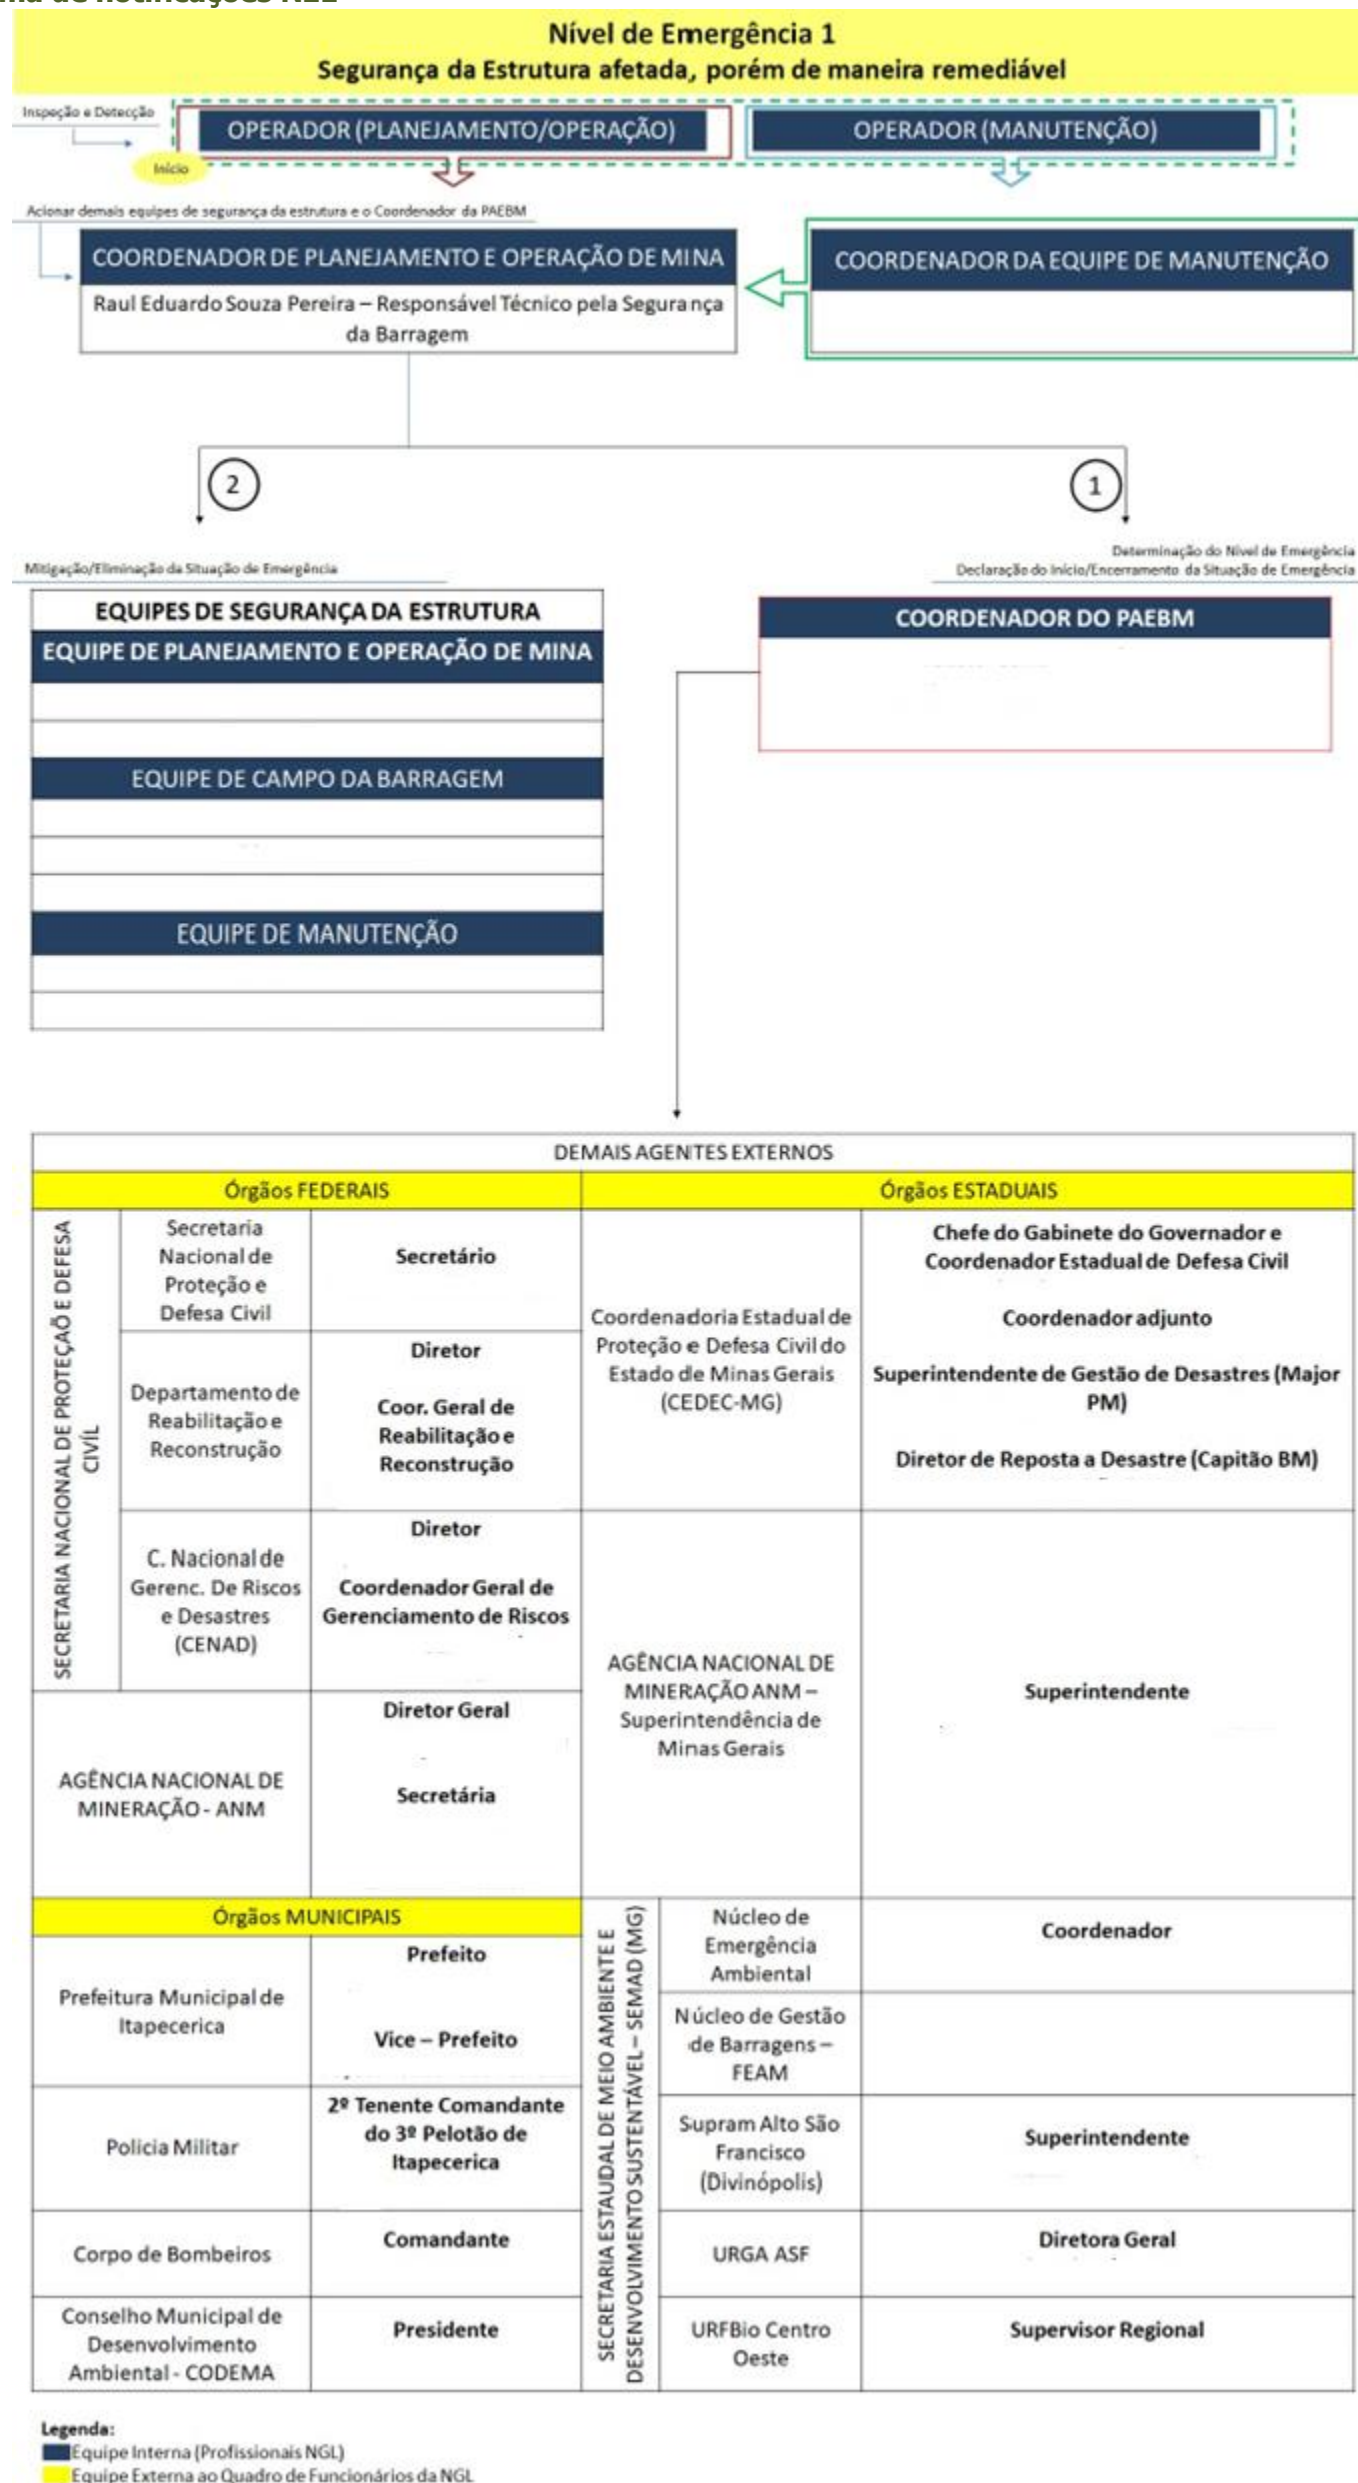 de notificações
Nível de Emergência 1
Segurança da Estrutura afetada, porém de maneira remediável
Inspeção e Detecção
OPERADOR (PLANEJAMENTO/OPERAÇÃO)
OPERADOR (MANUTENÇÃO)
Início
Acionar demais equipes de segurança da estrutura e o Coordenador da PAEBM
COORDENADOR DE PLANEJAMENTO E OPERAÇÃO DE MINA
Raul Eduardo Souza Pereira – Responsável Técnico pela Segurança
da Barragem
COORDENADOR DA EQUIPE DE MANUTENÇÃO
2
1
Mitigação/Eliminação da Situação de Emergência
Determinação do Nível de Emergência
Declaração do Início/Encerramento da Situação de Emergência
EQUIPES DE SEGURANÇA DA ESTRUTURA
EQUIPE DE PLANEJAMENTO E OPERAÇÃO DE MINA
EQUIPE DE CAMPO DA BARRAGEM
EQUIPE DE MANUTENÇÃO
COORDENADOR DO PAEBM
DEMAIS AGENTES EXTERNOS
Órgãos FEDERAIS
SECRETARIA NACIONAL DE PROTEÇAÕ E DEFESA
CIVÍL
Secretaria
Nacional de
Proteção e
Defesa Civil
Secretário
Departamento de
Reabilitação e
Reconstrução
Diretor
Coor. Geral de
Reabilitação e
Reconstrução
C. Nacional de
Gerenc. De Riscos
e Desastres
(CENAD)
Diretor
Coordenador Geral de
Gerenciamento de Riscos
AGÊNCIA NACIONAL DE
MINERAÇÃO - ANM
Diretor Geral
Secretária
Órgãos ESTADUAIS
Coordenadoria Estadual de
Proteção e Defesa Civil do
Estado de Minas Gerais
(CEDEC-MG)
Chefe do Gabinete do Governador e
Coordenador Estadual de Defesa Civil
Coordenador adjunto
Superintendente de Gestão de Desastres (Major
PM)
Diretor de Reposta a Desastre (Capitão BM)
AGÊNCIA NACIONAL DE
MINERAÇÃO ANM –
Superintendência de
Minas Gerais
Superintendente
Órgãos MUNICIPAIS
Prefeitura Municipal de
Itapecerica
Prefeito
Vice – Prefeito
Policia Militar
2º Tenente Comandante
do 3º Pelotão de
Itapecerica
Corpo de Bombeiros
Comandante
Conselho Municipal de
Desenvolvimento
Ambiental - CODEMA
Presidente
SECRETARIA ESTAUDAL DE MEIO AMBIENTE E
DESENVOLVIMENTO SUSTENTÁVEL – SEMAD (MG)
Núcleo de
Emergência
Ambiental
Coordenador
Núcleo de Gestão
de Barragens –
FEAM
Supram Alto São
Francisco
(Divinópolis)
Superintendente
URGA ASF
Diretora Geral
URFBio Centro
Oeste
Supervisor Regional
Legenda:
Equipe Interna (Profissionais NGL)
Equipe Externa ao Quadro de Funcionários da NGL